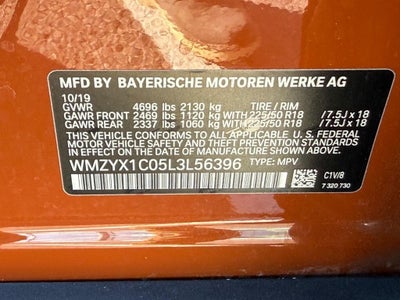 MFD BY BAYERISCHE MOTOREN WERKE AG
10/19
GVWR 4696 lbs 2130 kg TIRE / RIM
GAWR FRONT 2469 lbs 1120 kg WITH 225/50 R18 /7.5J x 18
GAWR REAR 2337 lbs 1060 kg WITH 225/50 R18 /7.5J x 18
THIS VEHICLE CONFORMS TO ALL APPLICABLE U. S. FEDERAL
MOTOR VEHICLE SAFETY AND THEFT PREVENTION STANDARDS
IN EFFECT ON THE DATE OF MANUFACTURE SHOWN ABOVE.
WMZYX1C05L3L56396 TYPE: MPV
C1V/8
7 320 730